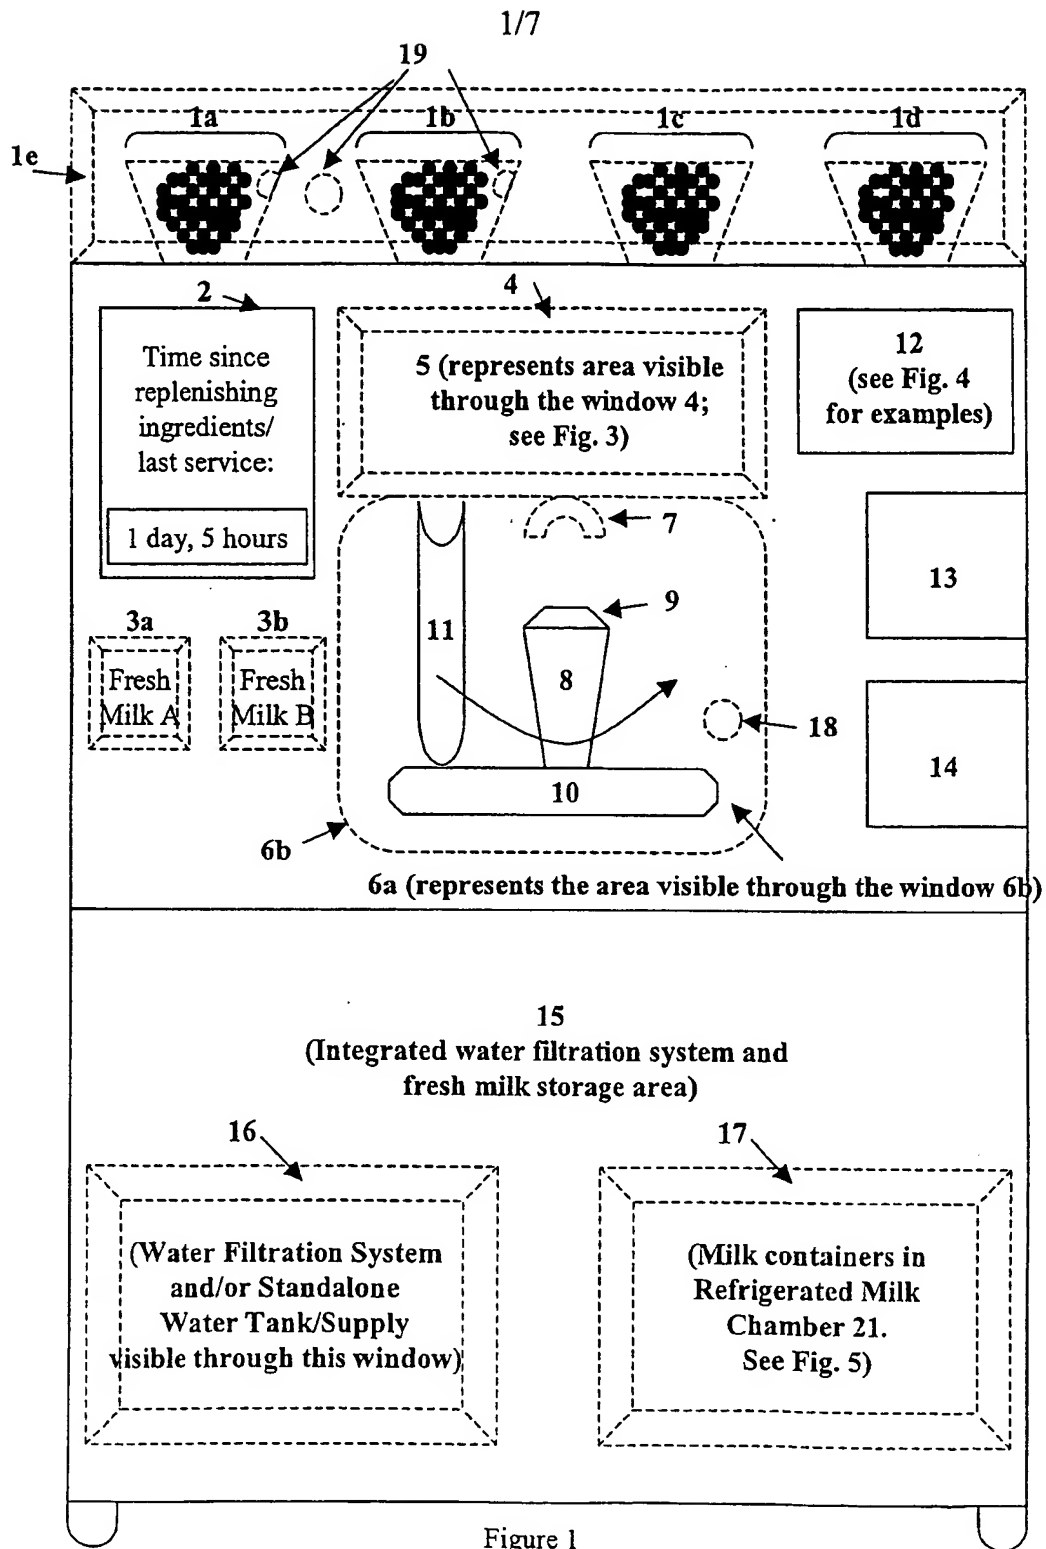 1/7
19
1a
1b
1c
1d
1e
2
4
Time since
replenishing
ingredients/
last service:
1 day, 5 hours
5 (represents area visible
through the window 4;
see Fig. 3)
12
(see Fig. 4
for examples)
7
13
3a
3b
Fresh
Milk A
Fresh
Milk B
11
9
8
18
14
10
6b
6a (represents the area visible through the window 6b)
15
(Integrated water filtration system and
fresh milk storage area)
16
17
(Water Filtration System
and/or Standalone
Water Tank/Supply
visible through this window)
(Milk containers in
Refrigerated Milk
Chamber 21.
See Fig. 5)
Figure 1